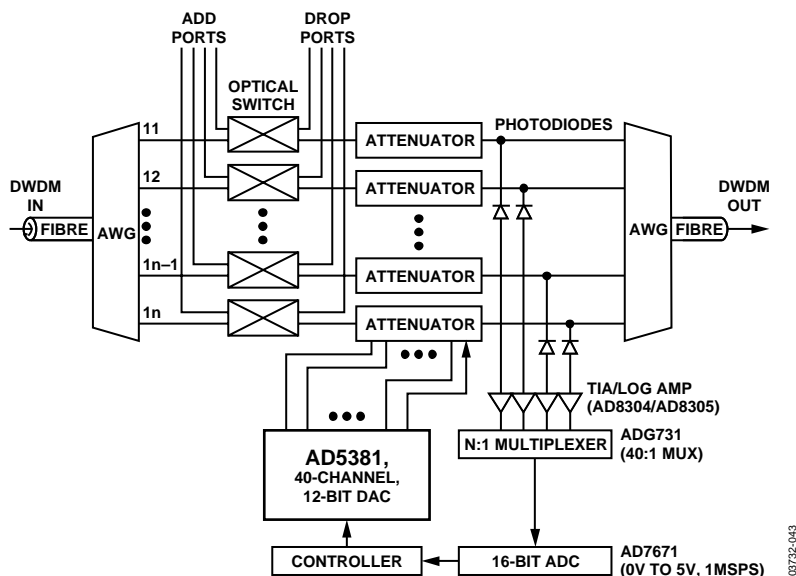 ADD
PORTS
DROP
PORTS
OPTICAL
SWITCH
PHOTODIODES
11
ATTENUATOR
12
ATTENUATOR
DWDM
IN
FIBRE
AWG
DWDM
OUT
AWG
FIBRE
1n–1
ATTENUATOR
1n
ATTENUATOR
TIA/LOG AMP
(AD8304/AD8305)
AD5381,
40-CHANNEL,
12-BIT DAC
N:1 MULTIPLEXER
ADG731
(40:1 MUX)
CONTROLLER
16-BIT ADC
AD7671
(0V TO 5V, 1MSPS)
03732-043